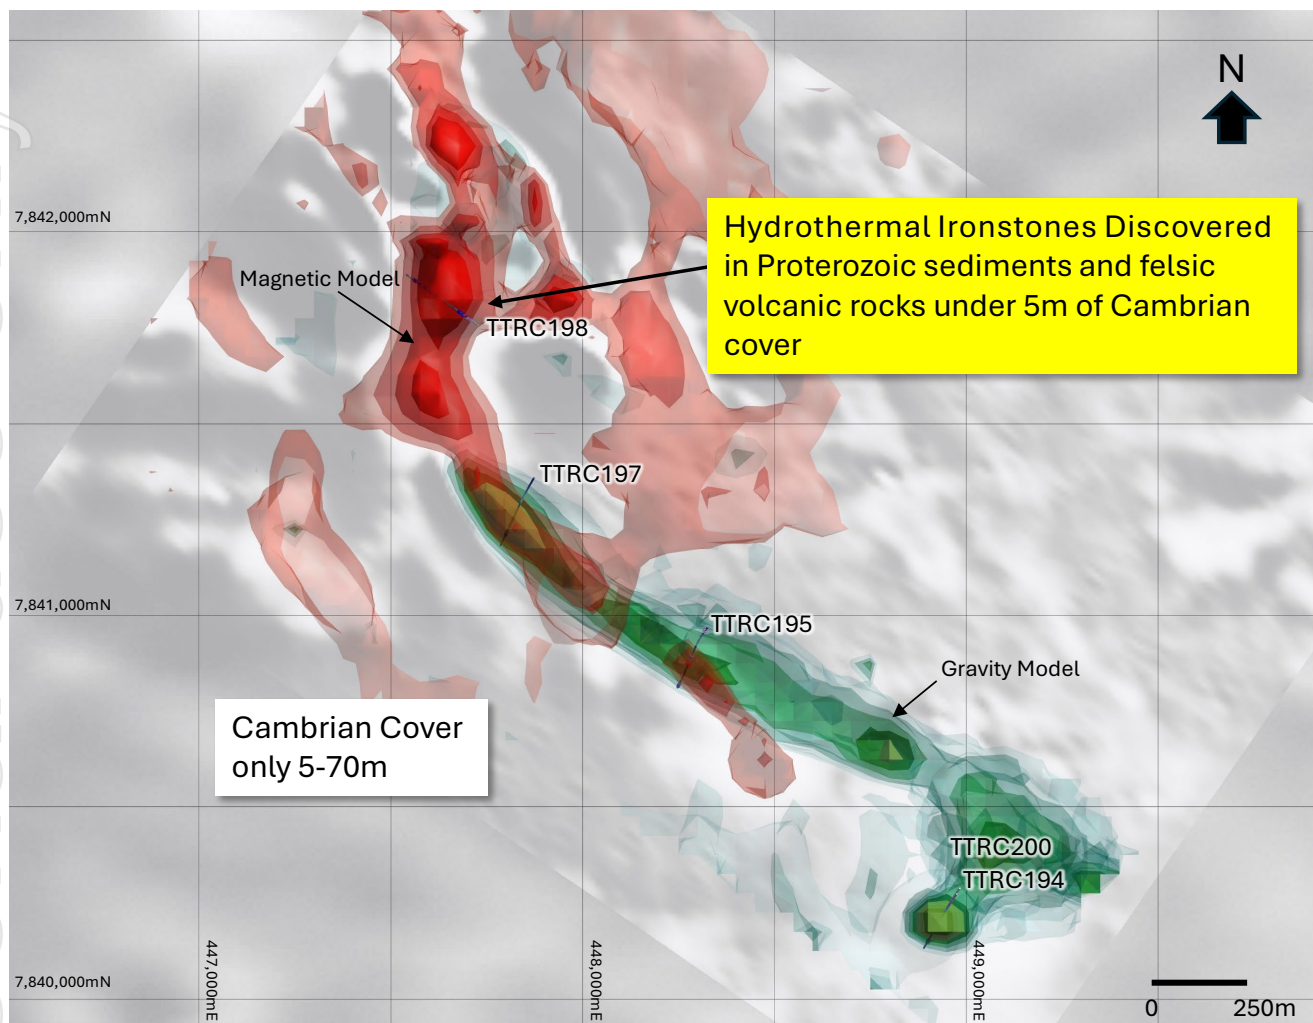 N
7,842,000mN
Hydrothermal Ironstones Discovered
in Proterozoic sediments and felsic
volcanic rocks under 5m of Cambrian
cover
Magnetic Model
TTRC198
TTRC197
7,841,000mN
TTRC195
Gravity Model
Cambrian Cover
only 5-70m
TTRC200
TTRC194
447,000mE
448,000mE
449,000mE
7,840,000mN
0 250m